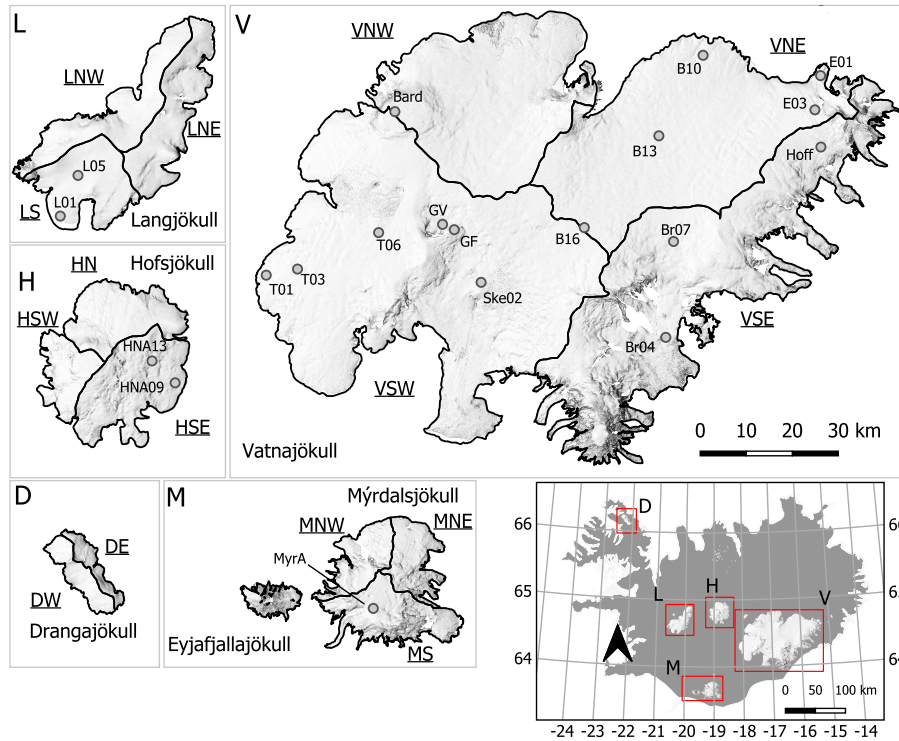 L
LNW
LNE
L05
L01
LS
Langjökull
H
HN
Hofsjökull
HSW
HNA13
HNA09
HSE
V
VNW
VNE
Bard
B10
E01
E03
B13
Hoff
GV
GF
T06
B16
Br07
T01
T03
Ske02
VSE
Br04
VSW
Vatnajökull
0 10 20 30 km
D
DE
DW
Drangajökull
M
Mýrdalsjökull
MNW
MNE
MyrA
Eyjafjallajökull
MS
66
D
65
L
H
V
64
M
0 50 100 km
-24 -23 -22 -21 -20 -19 -18 -17 -16 -15 -14